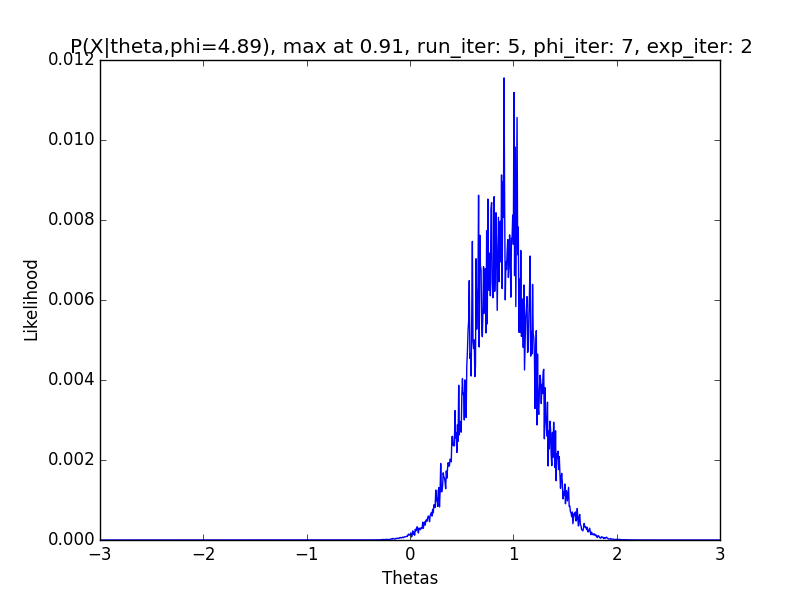 P(X|theta,phi=4.89), max at 0.91, run_iter: 5, phi_iter: 7, exp_iter: 2
0.012
0.010
0.008
0.006
0.004
0.002
0.000
Likelihood
−3 −2 −1 0 1 2 3
Thetas